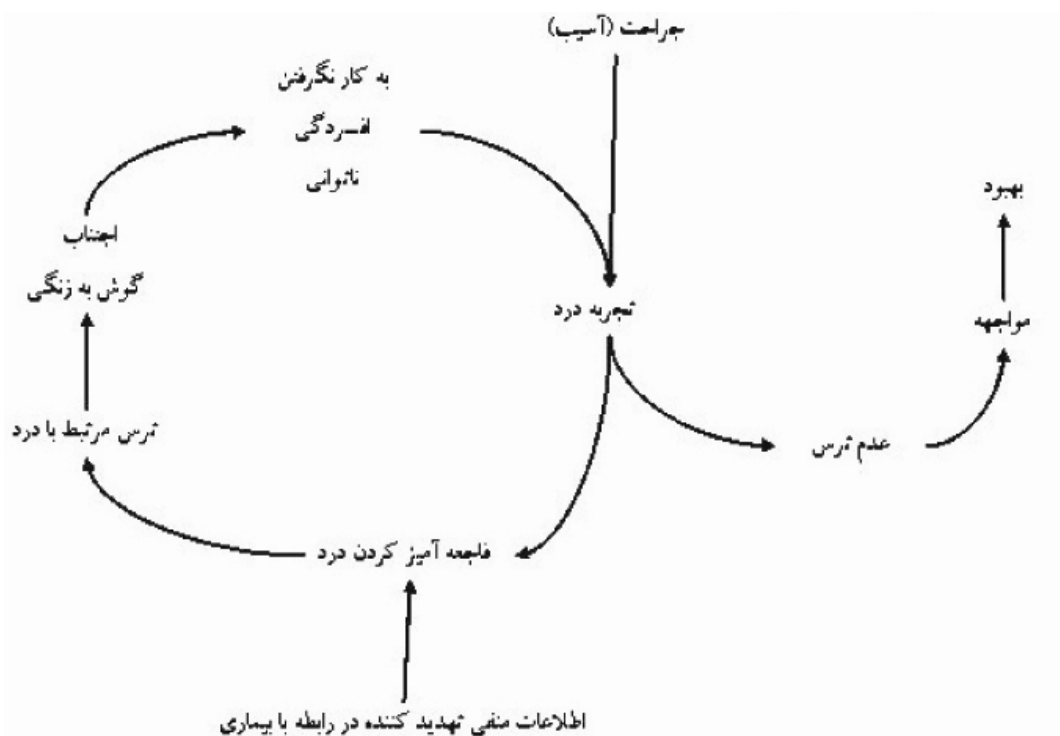 جراحت (آسیب)
به کار نگرفتن
افسردگی
ناتوانی
بهبود
اجتناب
گوش به زنگی
تجربه درد
مواجهه
ترس مرتبط با درد
عدم ترس
فاجعه آمیز کردن درد
اطلاعات منفی تهدید کننده در رابطه با بیماری